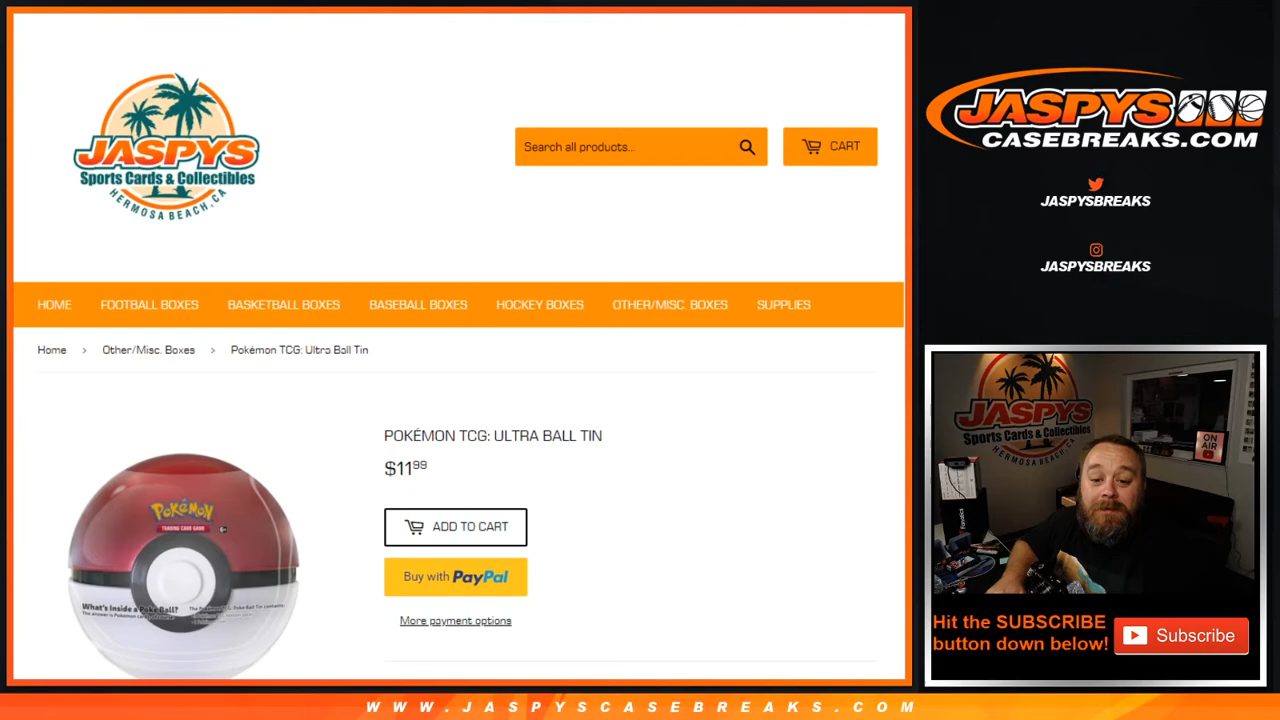 JASPYS
Sports Cards & Collectibles
HERMOSA BEACH, CA
Search all products...
CART
HOME
FOOTBALL BOXES
BASKETBALL BOXES
BASEBALL BOXES
HOCKEY BOXES
OTHER/MISC. BOXES
SUPPLIES
Home › Other/Misc. Boxes › Pokémon TCG: Ultra Ball Tin
POKÉMON TCG: ULTRA BALL TIN
$11.99
ADD TO CART
Buy with PayPal
More payment options
POKéMON
TRADING CARD GAME
What's Inside a Poké Ball?
JASPYS
CASEBREAKS.COM
JASPYSBREAKS
JASPYSBREAKS
JASPYS
Sports Cards & Collectibles
HERMOSA BEACH, CA
ON
AIR
Fanatics
Hit the SUBSCRIBE
button down below!
Subscribe
WWW.JASPYSCASEBREAKS.COM